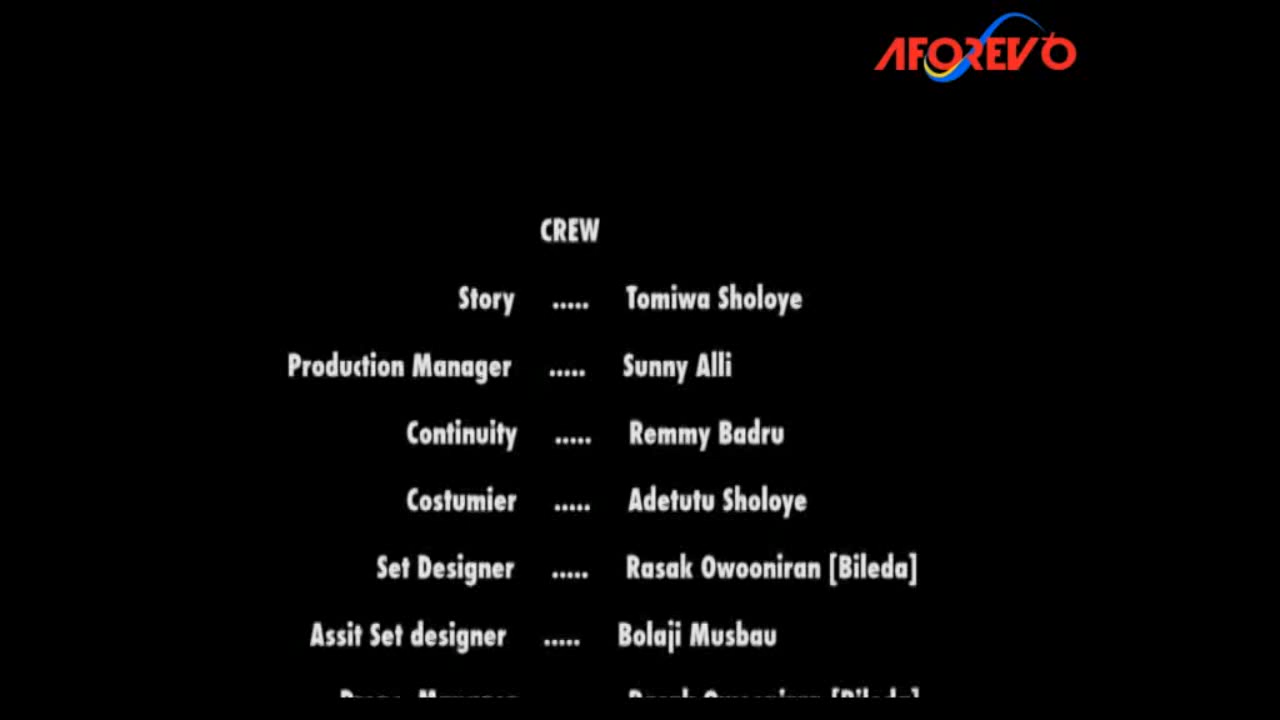 AFOREVO
CREW
Story ..... Tomiwa Sholoye
Production Manager ..... Sunny Alli
Continuity ..... Remmy Badru
Costumier ..... Adetutu Sholoye
Set Designer ..... Rasak Owooniran [Bileda]
Assit Set designer ..... Bolaji Musbau